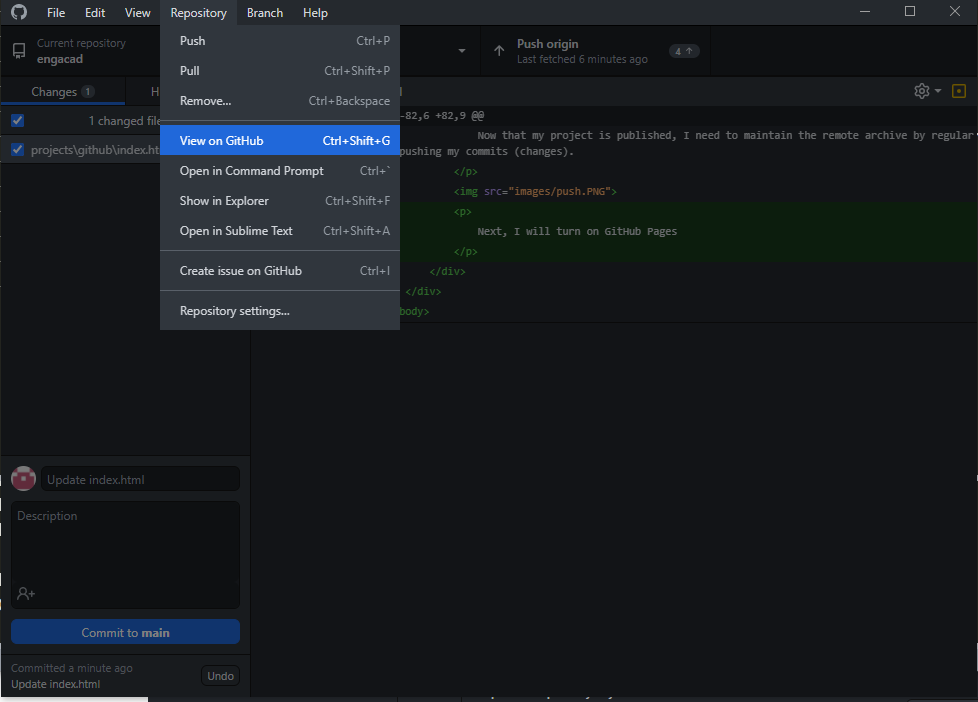 File Edit View Repository Branch Help
Current repository
engacad
Push origin
Last fetched 6 minutes ago
4
Push Ctrl+P
Pull Ctrl+Shift+P
Remove... Ctrl+Backspace
View on GitHub Ctrl+Shift+G
Open in Command Prompt Ctrl+`
Show in Explorer Ctrl+Shift+F
Open in Sublime Text Ctrl+Shift+A
Create issue on GitHub Ctrl+I
Repository settings...
Changes 1 H
1 changed file
projects\github\index.ht
-82,6 +82,9 @@
Now that my project is published, I need to maintain the remote archive by regular
pushing my commits (changes).
</p>
<img src="images/push.PNG">
<p>
Next, I will turn on GitHub Pages
</p>
</div>
</div>
body>
Update index.html
Description
Commit to main
Committed a minute ago
Update index.html
Undo